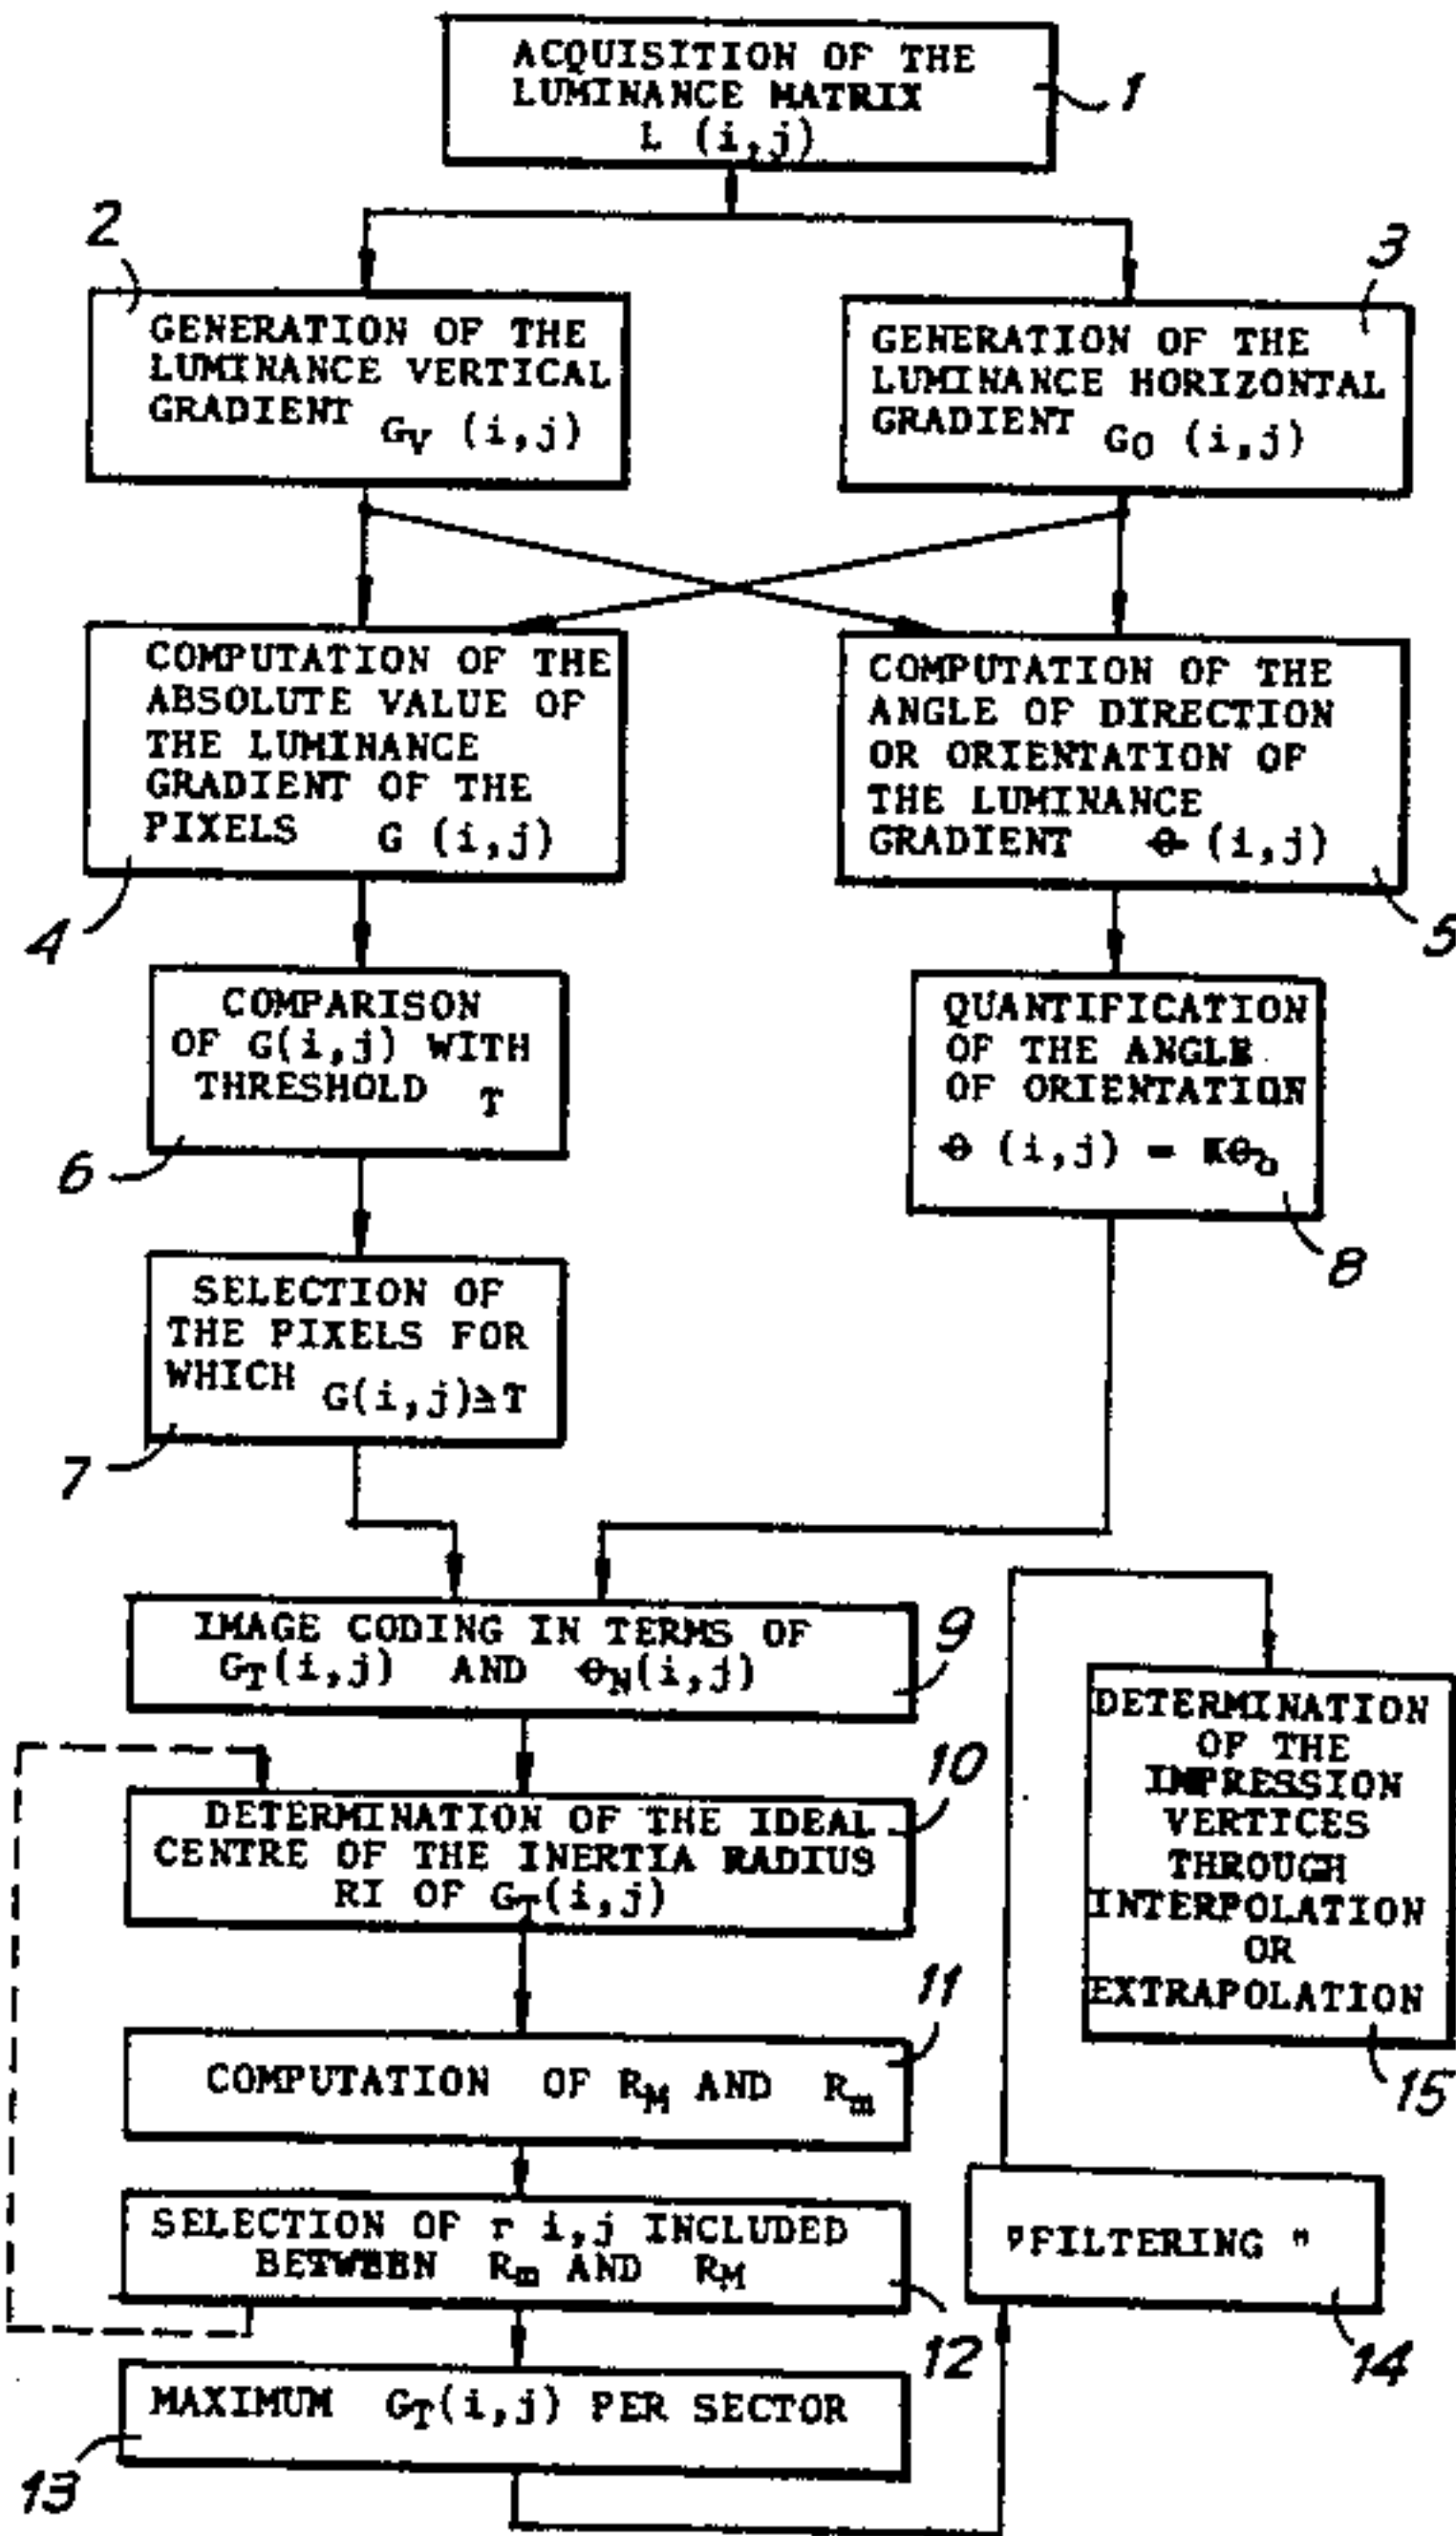 ACQUISITION OF THE
LUMINANCE MATRIX
L (i,j)
1
2
GENERATION OF THE
LUMINANCE VERTICAL
GRADIENT GV (i,j)
3
GENERATION OF THE
LUMINANCE HORIZONTAL
GRADIENT GO (i,j)
COMPUTATION OF THE
ABSOLUTE VALUE OF
THE LUMINANCE
GRADIENT OF THE
PIXELS G (i,j)
4
COMPUTATION OF THE
ANGLE OF DIRECTION
OR ORIENTATION OF
THE LUMINANCE
GRADIENT θ (i,j)
5
COMPARISON
OF G(i,j) WITH
THRESHOLD T
6
QUANTIFICATION
OF THE ANGLE
OF ORIENTATION
θ (i,j) = Kθo
8
SELECTION OF
THE PIXELS FOR
WHICH G(i,j)≥T
7
IMAGE CODING IN TERMS OF
GT(i,j) AND θN(i,j)
9
DETERMINATION OF THE IDEAL
CENTRE OF THE INERTIA RADIUS
RI OF GT(i,j)
10
COMPUTATION OF RM AND Rm
11
SELECTION OF r i,j INCLUDED
BETWEEN Rm AND RM
12
MAXIMUM GT(i,j) PER SECTOR
13
"FILTERING "
14
DETERMINATION
OF THE
IMPRESSION
VERTICES
THROUGH
INTERPOLATION
OR
EXTRAPOLATION
15